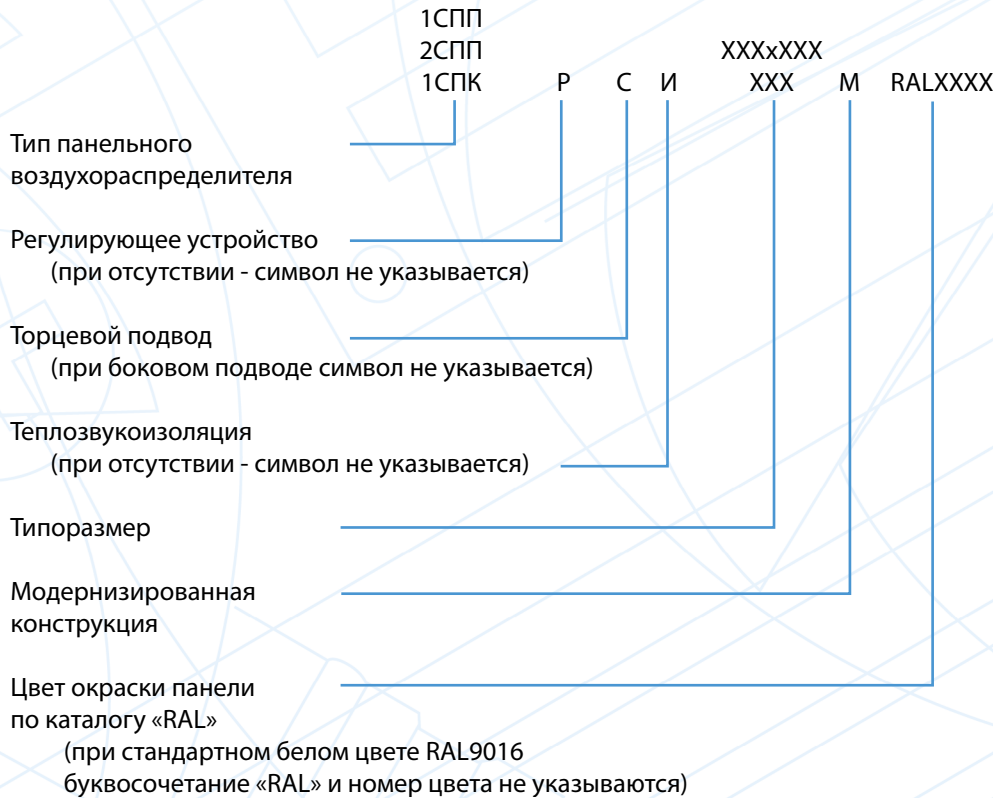 1СПП
2СПП XXXxXXX
1СПК Р С И XXX М RALXXXX
Тип панельного
воздухораспределителя
Регулирующее устройство
(при отсутствии - символ не указывается)
Торцевой подвод
(при боковом подводе символ не указывается)
Теплозвукоизоляция
(при отсутствии - символ не указывается)
Типоразмер
Модернизированная
конструкция
Цвет окраски панели
по каталогу «RAL»
(при стандартном белом цвете RAL9016
буквосочетание «RAL» и номер цвета не указываются)